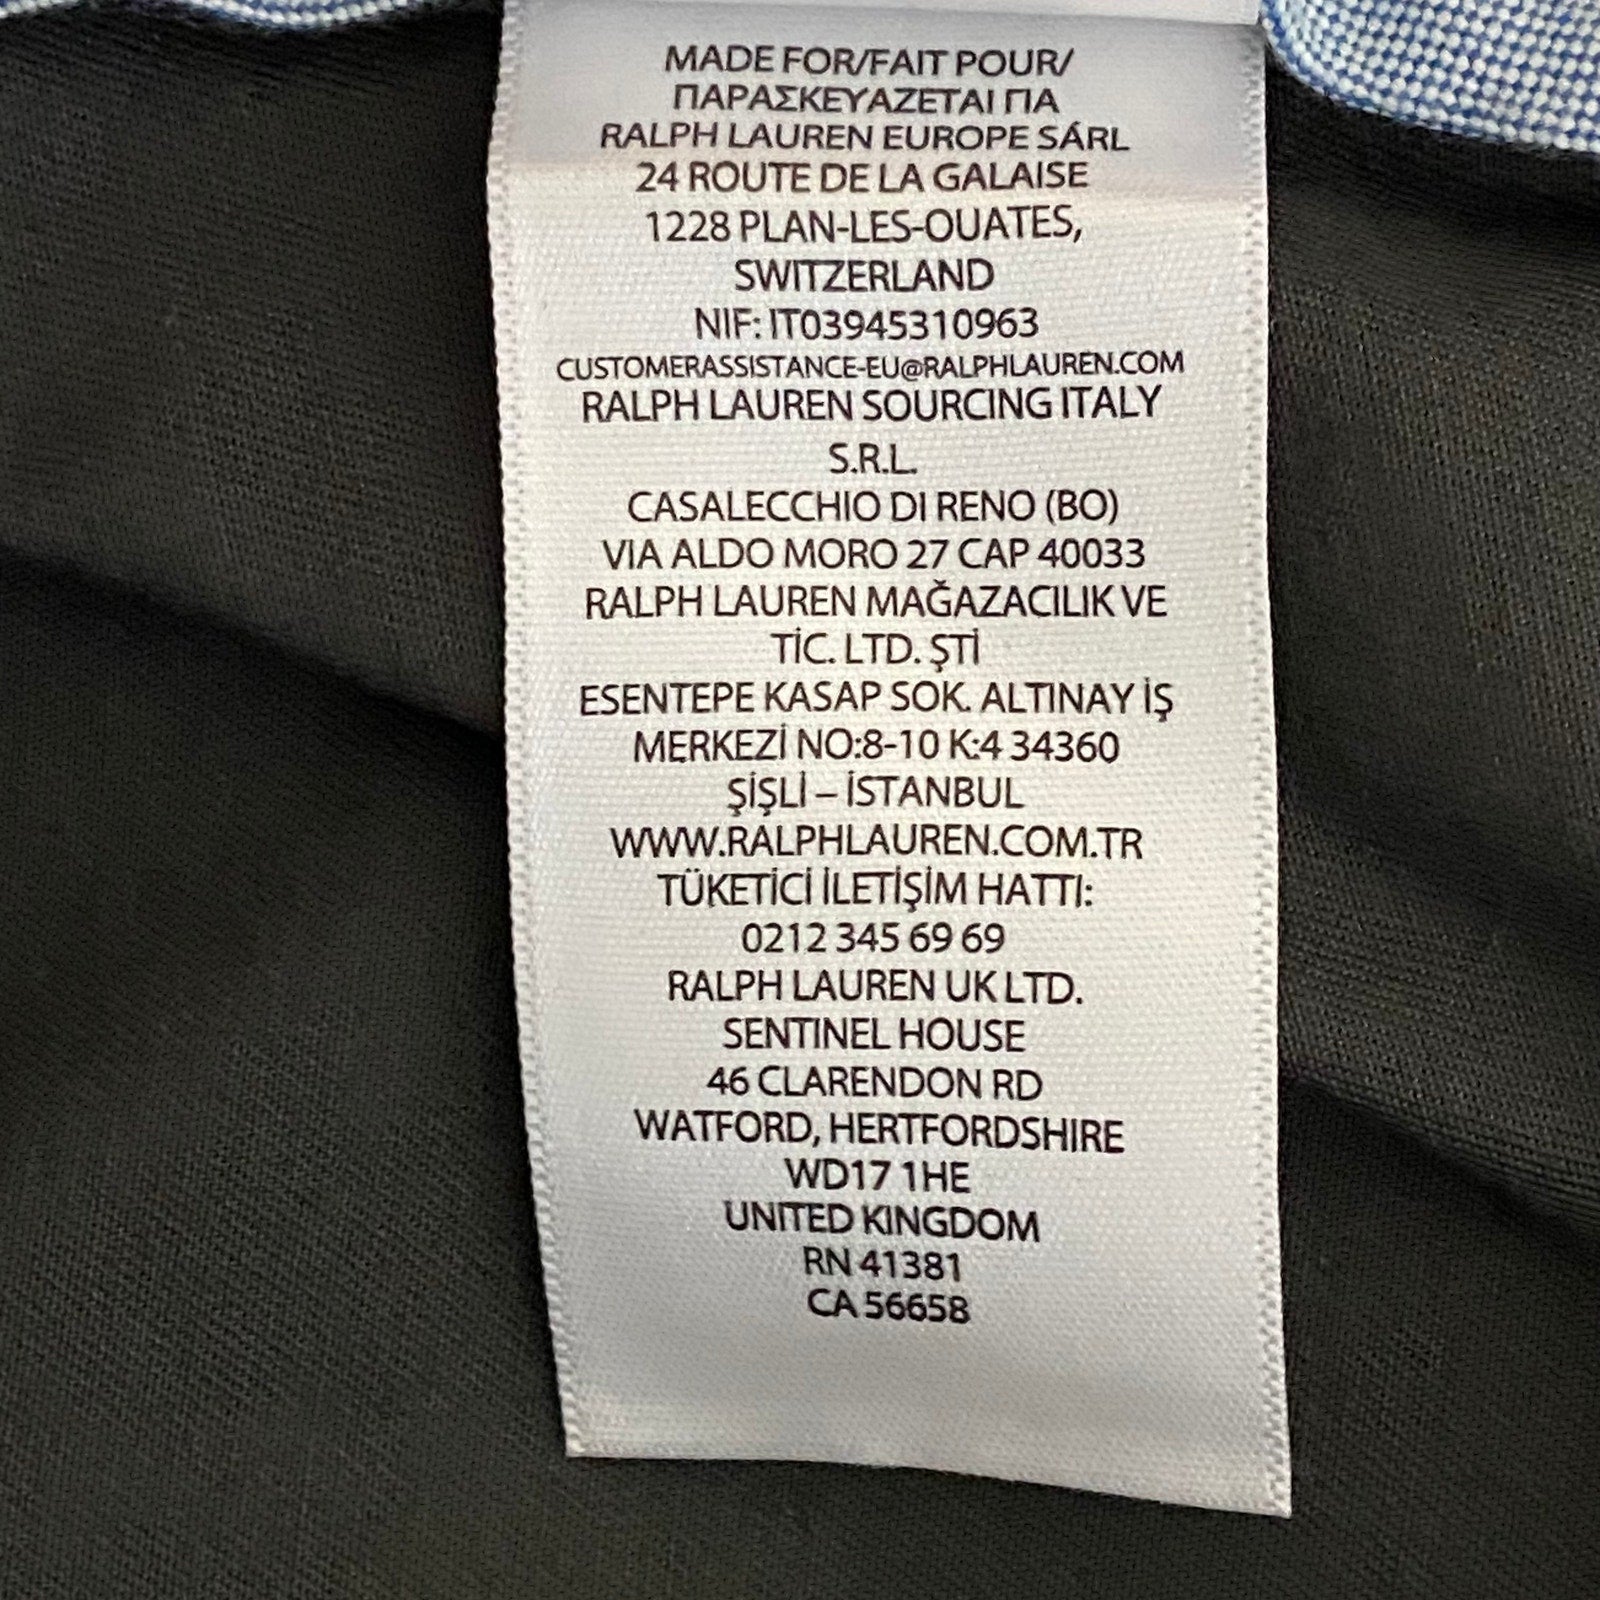 MADE FOR/FAIT POUR/
ΠΑΡΑΣΚΕΥΑΖΕΤΑΙ ΓΙΑ
RALPH LAUREN EUROPE SÁRL
24 ROUTE DE LA GALAISE
1228 PLAN-LES-OUATES,
SWITZERLAND
NIF: IT03945310963
CUSTOMERASSISTANCE-EU@RALPHLAUREN.COM
RALPH LAUREN SOURCING ITALY
S.R.L.
CASALECCHIO DI RENO (BO)
VIA ALDO MORO 27 CAP 40033
RALPH LAUREN MAĞAZACILIK VE
TİC. LTD. ŞTİ
ESENTEPE KASAP SOK. ALTINAY İŞ
MERKEZİ NO:8-10 K:4 34360
ŞİŞLİ – İSTANBUL
WWW.RALPHLAUREN.COM.TR
TÜKETİCİ İLETİŞİM HATTI:
0212 345 69 69
RALPH LAUREN UK LTD.
SENTINEL HOUSE
46 CLARENDON RD
WATFORD, HERTFORDSHIRE
WD17 1HE
UNITED KINGDOM
RN 41381
CA 56658